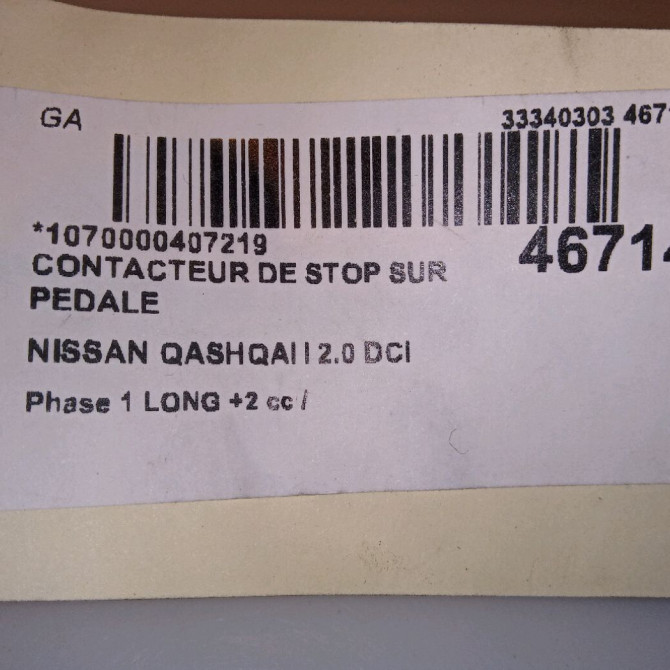 GA 33340303 467
*1070000407219
46714
CONTACTEUR DE STOP SUR
PEDALE
NISSAN QASHQAI I 2.0 DCI
Phase 1 LONG +2 cc /